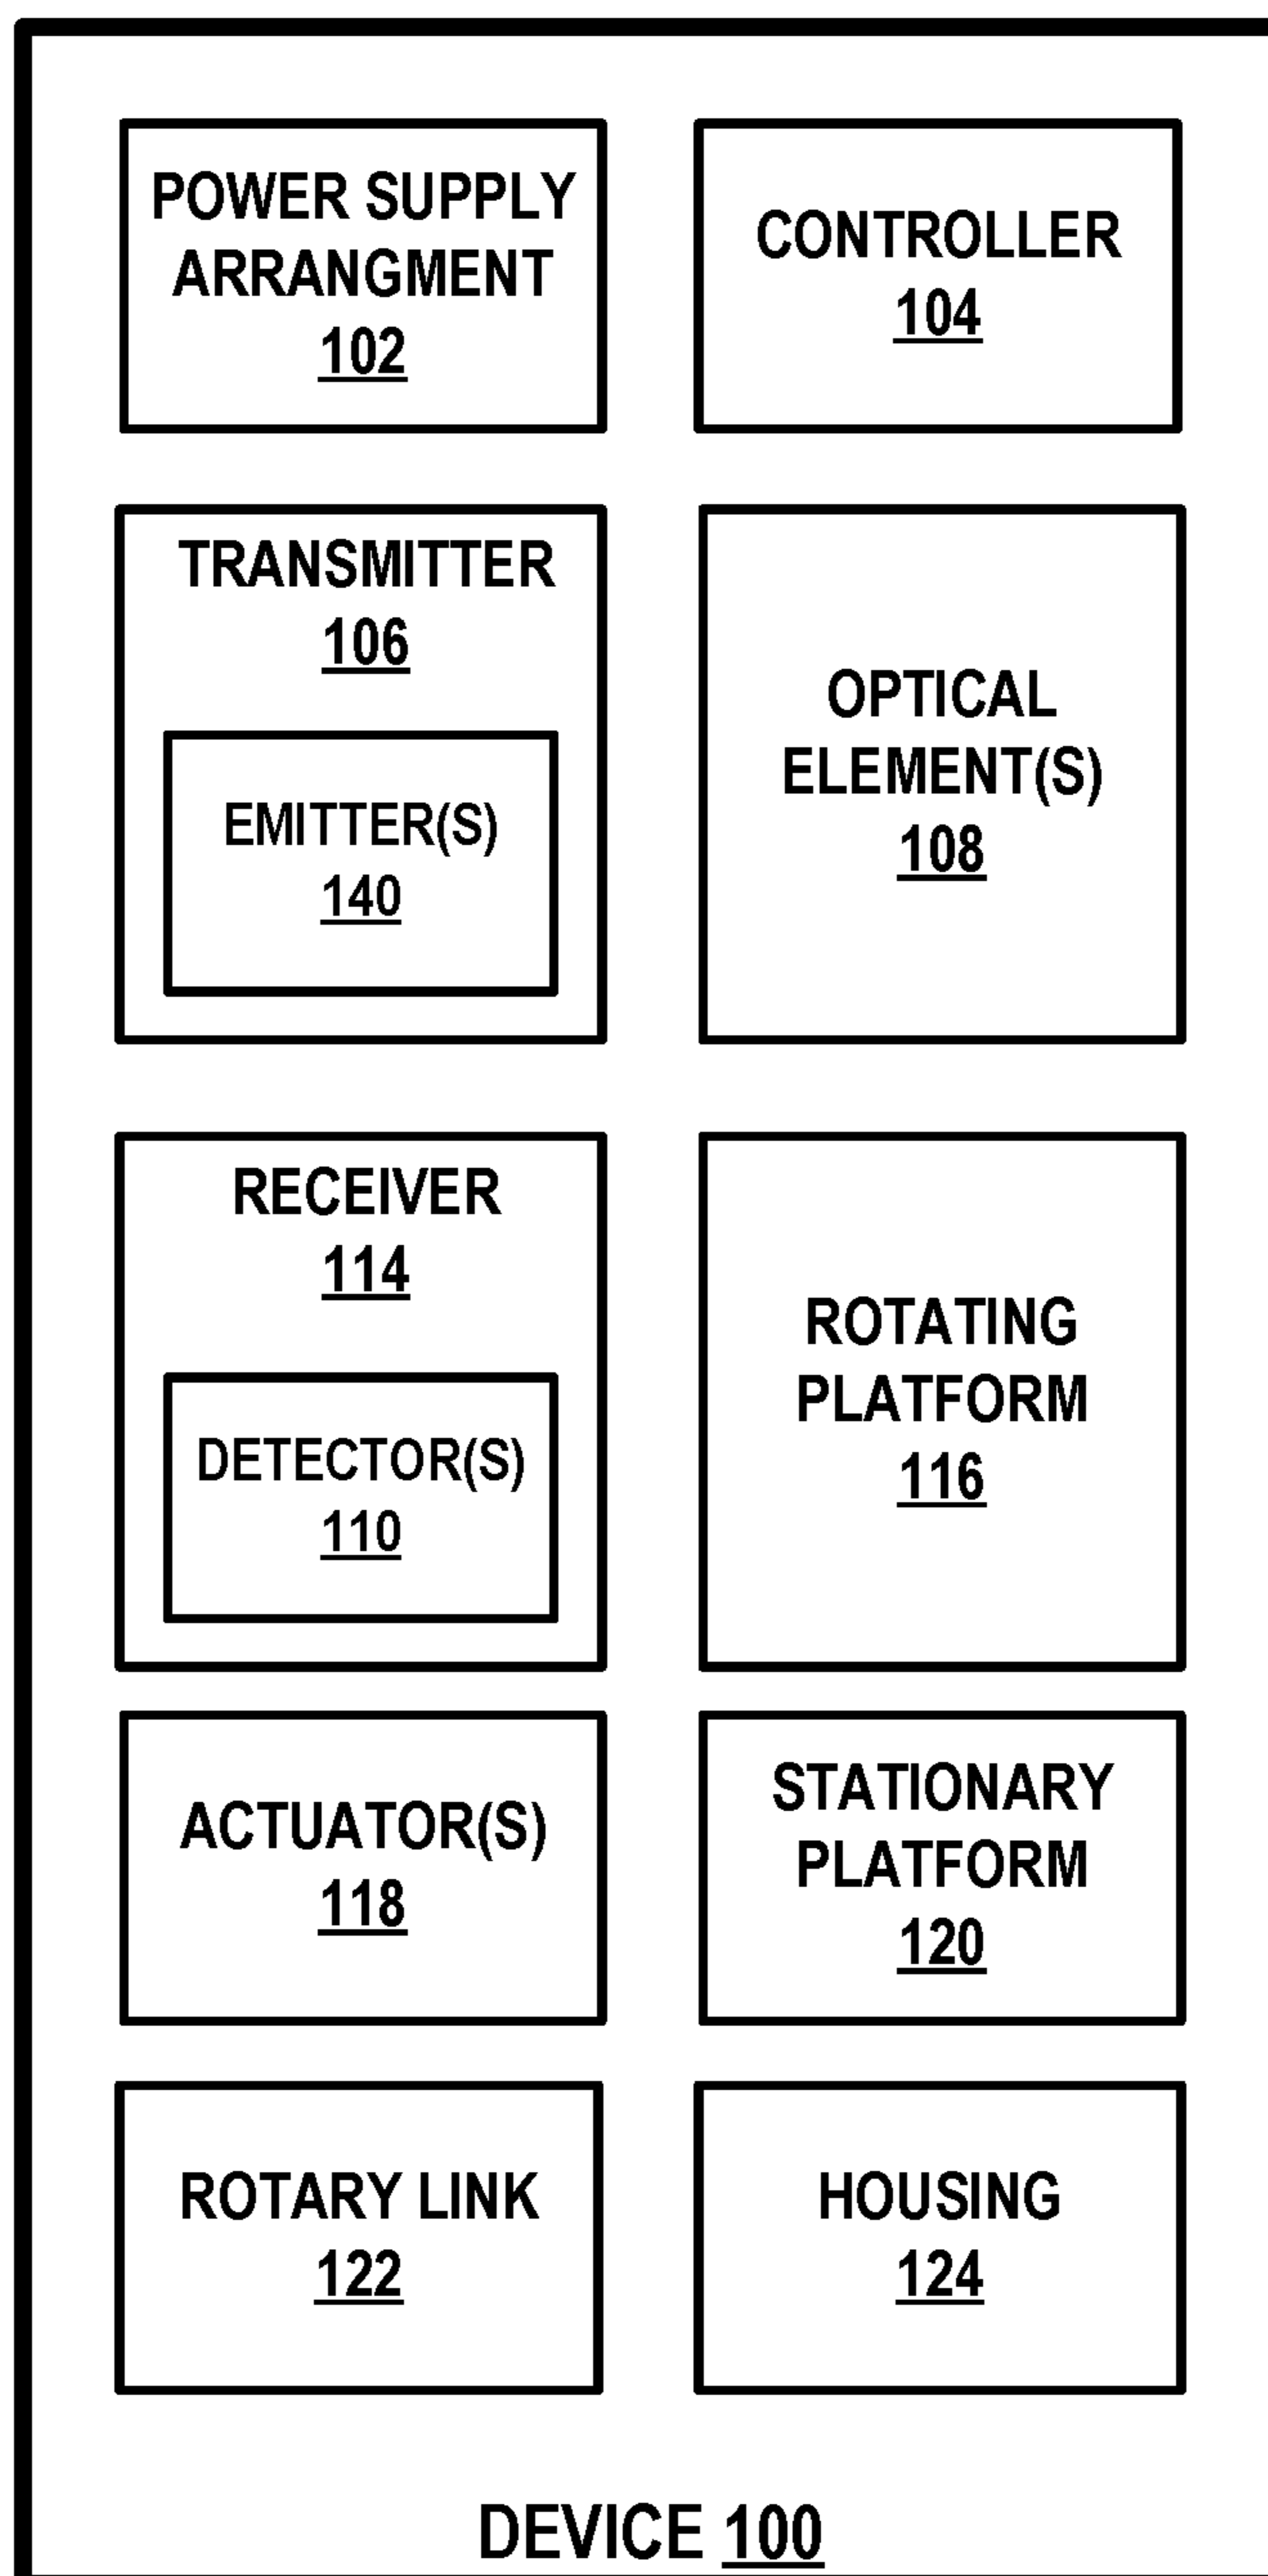 POWER SUPPLY
ARRANGMENT
102
CONTROLLER
104
TRANSMITTER
106
EMITTER(S)
140
OPTICAL
ELEMENT(S)
108
RECEIVER
114
DETECTOR(S)
110
ROTATING
PLATFORM
116
ACTUATOR(S)
118
STATIONARY
PLATFORM
120
ROTARY LINK
122
HOUSING
124
DEVICE 100